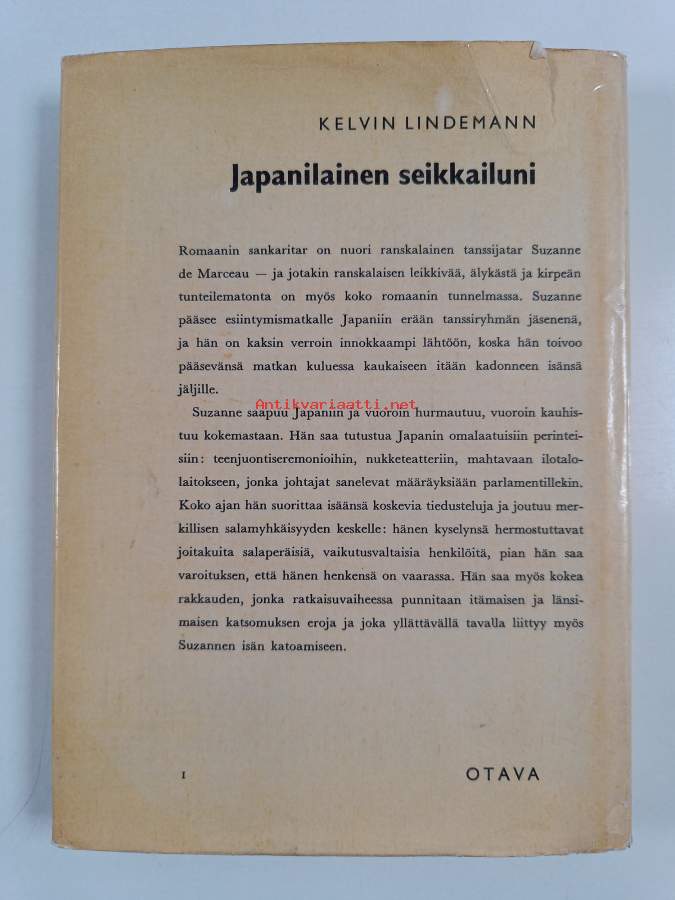 KELVIN LINDEMANN
Japanilainen seikkailuni
Romaanin sankaritar on nuori ranskalainen tanssijatar Suzanne
de Marceau — ja jotakin ranskalaisen leikkivää, älykästä ja kirpeän
tunteilematonta on myös koko romaanin tunnelmassa. Suzanne
pääsee esiintymismatkalle Japaniin erään tanssiryhmän jäsenenä,
ja hän on kaksin verroin innokkaampi lähtöön, koska hän toivoo
pääsevänsä matkan kuluessa kaukaiseen itään kadonneen isänsä
jäljille.
Antikvariaatti.net
Suzanne saapuu Japaniin ja vuoroin hurmautuu, vuoroin kauhis-
tuu kokemastaan. Hän saa tutustua Japanin omalaatuisiin perintei-
siin: teenjuontiseremonioihin, nukketeatteriin, mahtavaan ilotalo-
laitokseen, jonka johtajat sanelevat määräyksiään parlamentillekin.
Koko ajan hän suorittaa isäänsä koskevia tiedusteluja ja joutuu mer-
killisen salamyhkäisyyden keskelle: hänen kyselynsä hermostuttavat
joitakuita salaperäisiä, vaikutusvaltaisia henkilöitä, pian hän saa
varoituksen, että hänen henkensä on vaarassa. Hän saa myös kokea
rakkauden, jonka ratkaisuvaiheessa punnitaan itämaisen ja länsi-
maisen katsomuksen eroja ja joka yllättävällä tavalla liittyy myös
Suzannen isän katoamiseen.
1 OTAVA